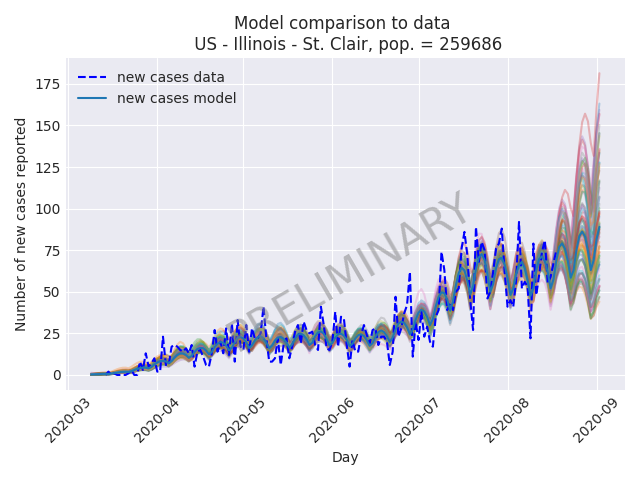 Model comparison to data
US - Illinois - St. Clair, pop. = 259686
new cases data
new cases model
PRELIMINARY
Number of new cases reported
175
150
125
100
75
50
25
0
2020-03
2020-04
2020-05
2020-06
2020-07
2020-08
2020-09
Day